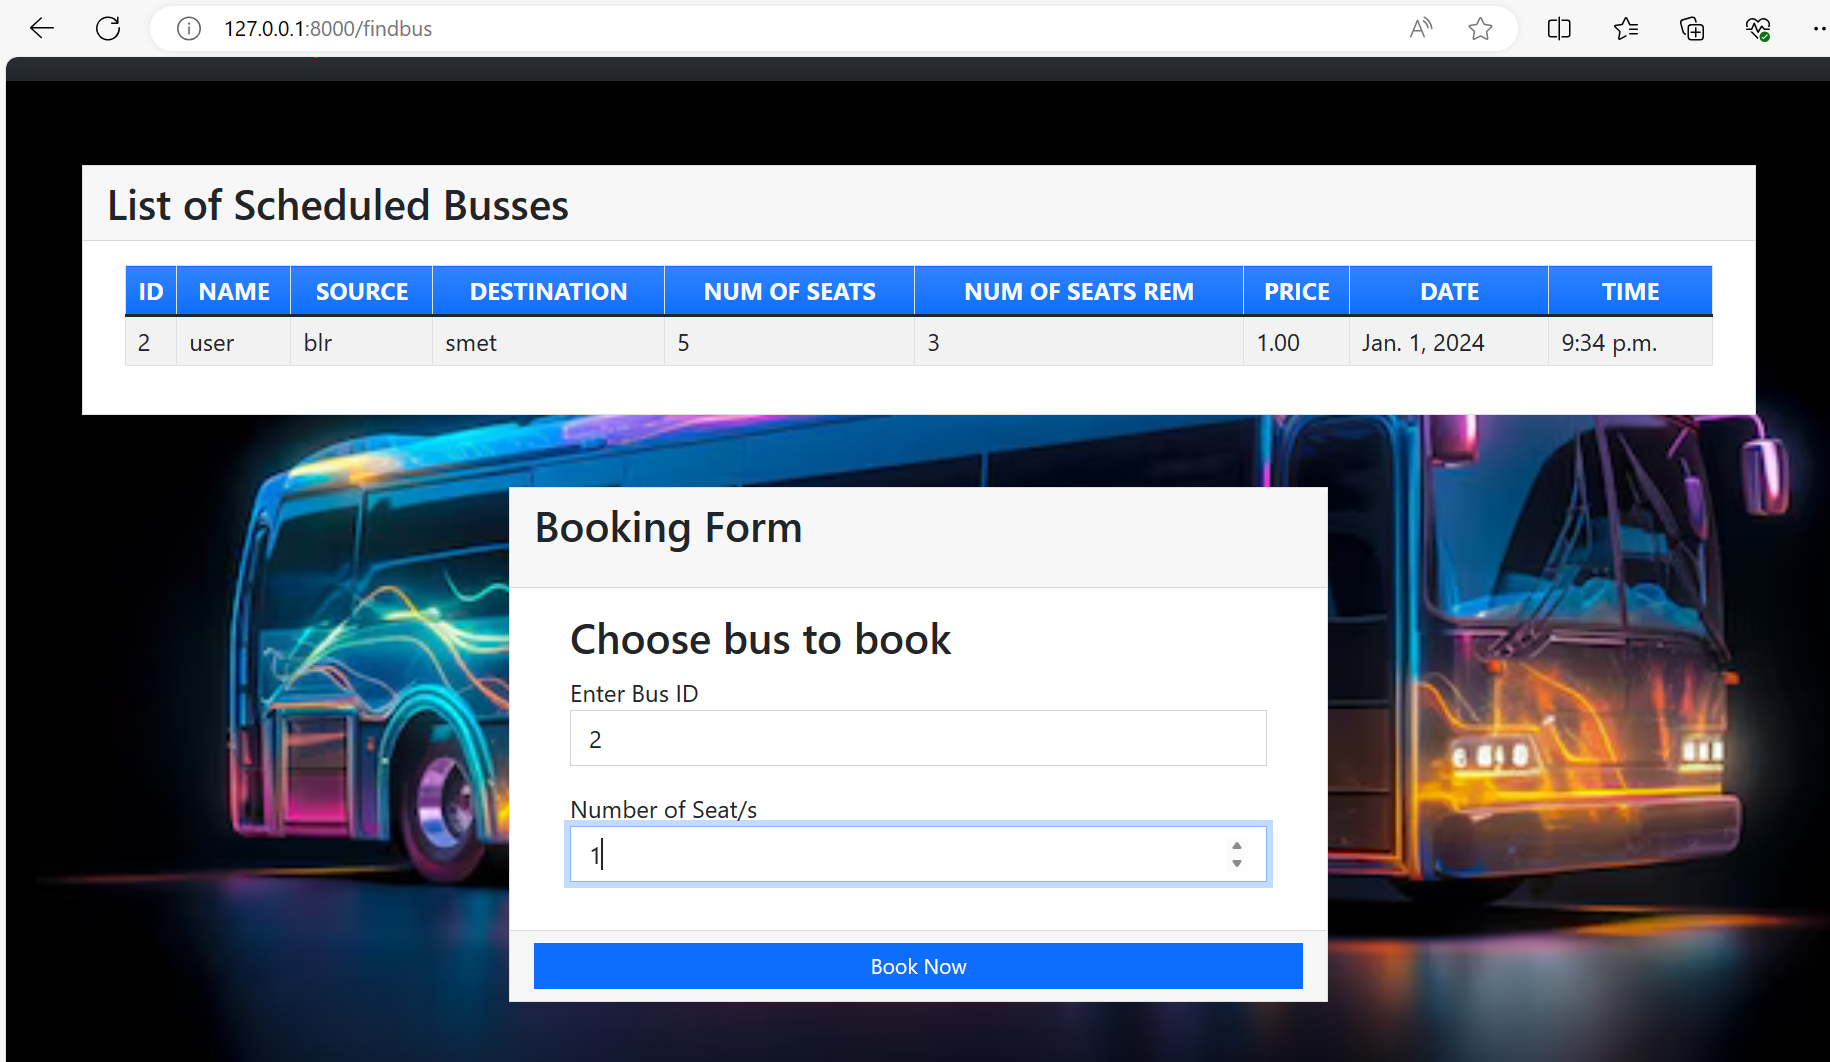 127.0.0.1:8000/findbus
List of Scheduled Busses
ID NAME SOURCE DESTINATION NUM OF SEATS NUM OF SEATS REM PRICE DATE TIME
2 user blr smet 5 3 1.00 Jan. 1, 2024 9:34 p.m.
Booking Form
Choose bus to book
Enter Bus ID
2
Number of Seat/s
1
Book Now